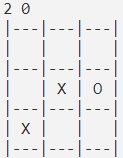 2 0
|---|---|---|
|   |   |   |
|---|---|---|
|   | X | O |
|---|---|---|
| X |   |   |
|---|---|---|